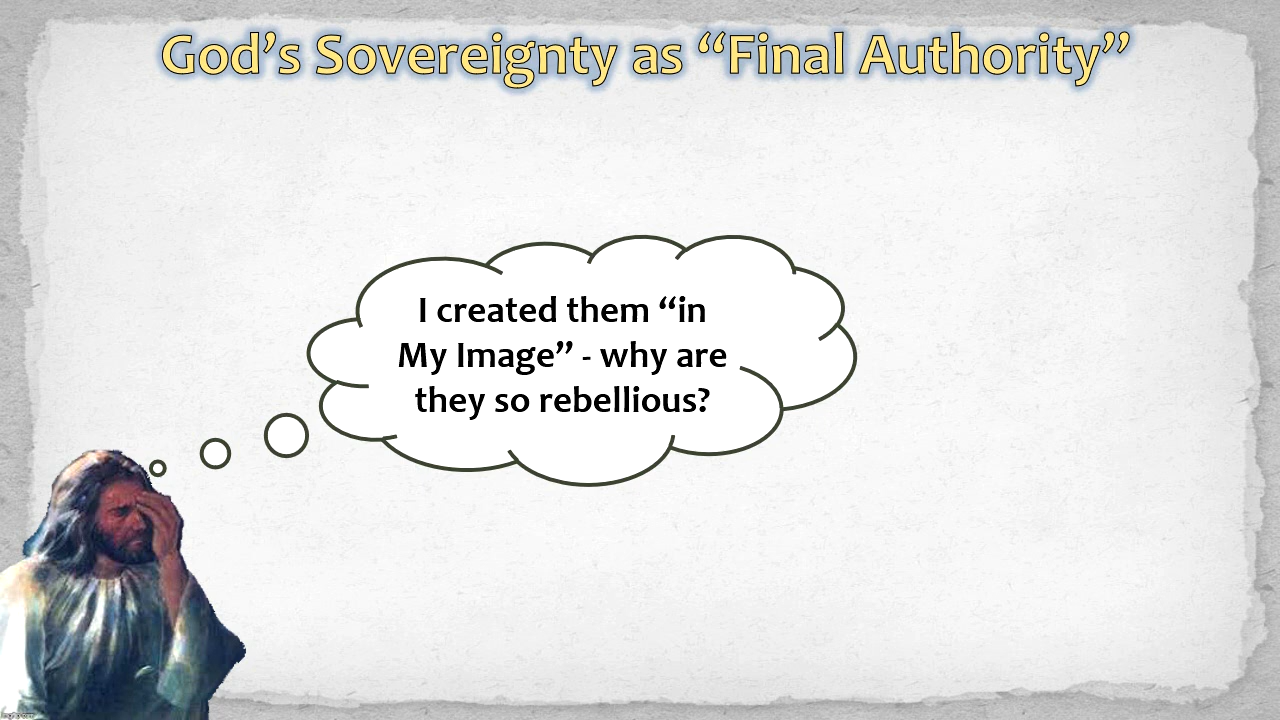 God’s Sovereignty as “Final Authority”
I created them “in
My Image” - why are
they so rebellious?